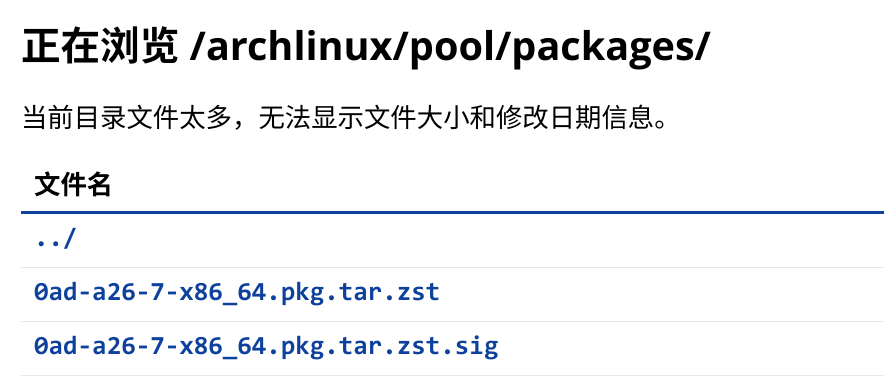 正在浏览 /archlinux/pool/packages/
当前目录文件太多，无法显示文件大小和修改日期信息。
文件名
../
0ad-a26-7-x86_64.pkg.tar.zst
0ad-a26-7-x86_64.pkg.tar.zst.sig